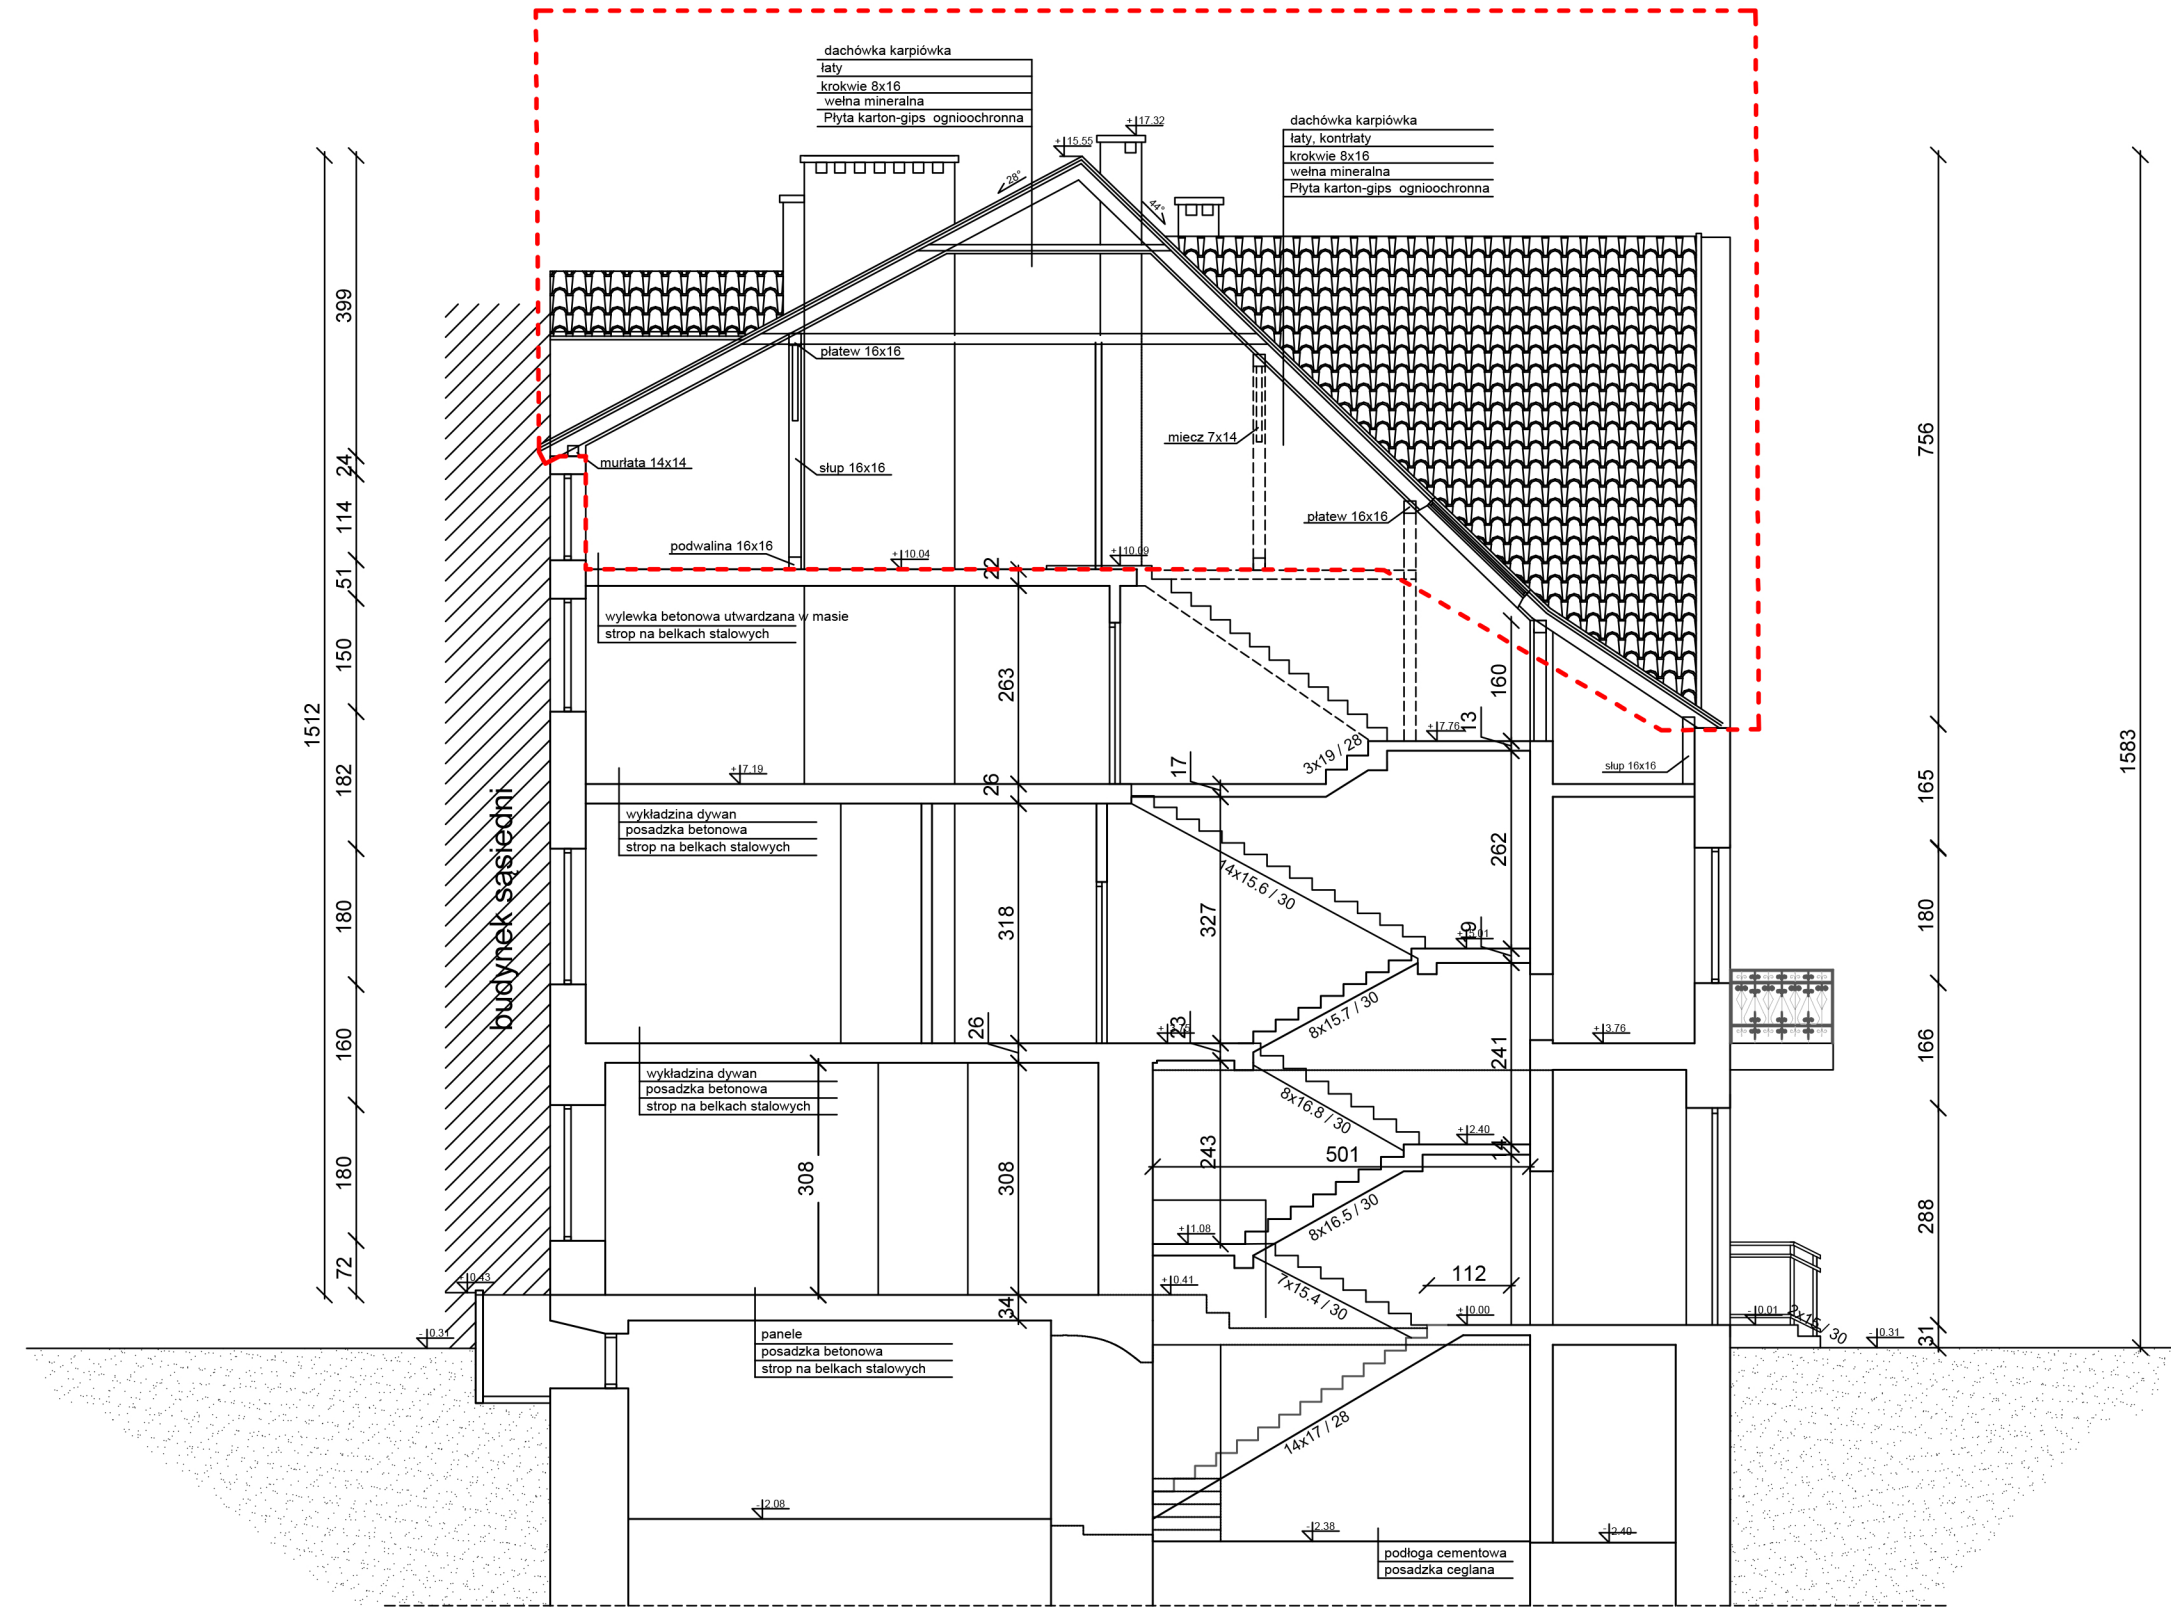 dachówka karpiówka
łaty
krokwie 8x16
wełna mineralna
Płyta karton-gips ognioochronna
+17.32
+15.55
dachówka karpiówka
łaty, kontrłaty
krokwie 8x16
wełna mineralna
Płyta karton-gips ognioochronna
28°
44°
399
24
114
51
150
182
180
160
180
72
1512
756
165
180
166
288
31
1583
płatew 16x16
miecz 7x14
murłata 14x14
słup 16x16
płatew 16x16
podwalina 16x16
+10.04
+10.09
22
wylewka betonowa utwardzana w masie
strop na belkach stalowych
263
160
13
+7.76
3x19 / 28
17
słup 16x16
+7.19
26
wykładzina dywan
posadzka betonowa
strop na belkach stalowych
budynek sąsiedni
14x15.6 / 30
262
318
327
9
+5.01
8x15.7 / 30
26
+3.75
23
+3.76
241
wykładzina dywan
posadzka betonowa
strop na belkach stalowych
8x16.8 / 30
+2.40
243
501
308
308
8x16.5 / 30
+1.08
112
+0.43
+0.41
7x15.4 / 30
34
+0.00
-0.01
2x15 / 30
-0.31
-0.31
panele
posadzka betonowa
strop na belkach stalowych
14x17 / 28
-2.08
-2.38
-2.40
podłoga cementowa
posadzka ceglana